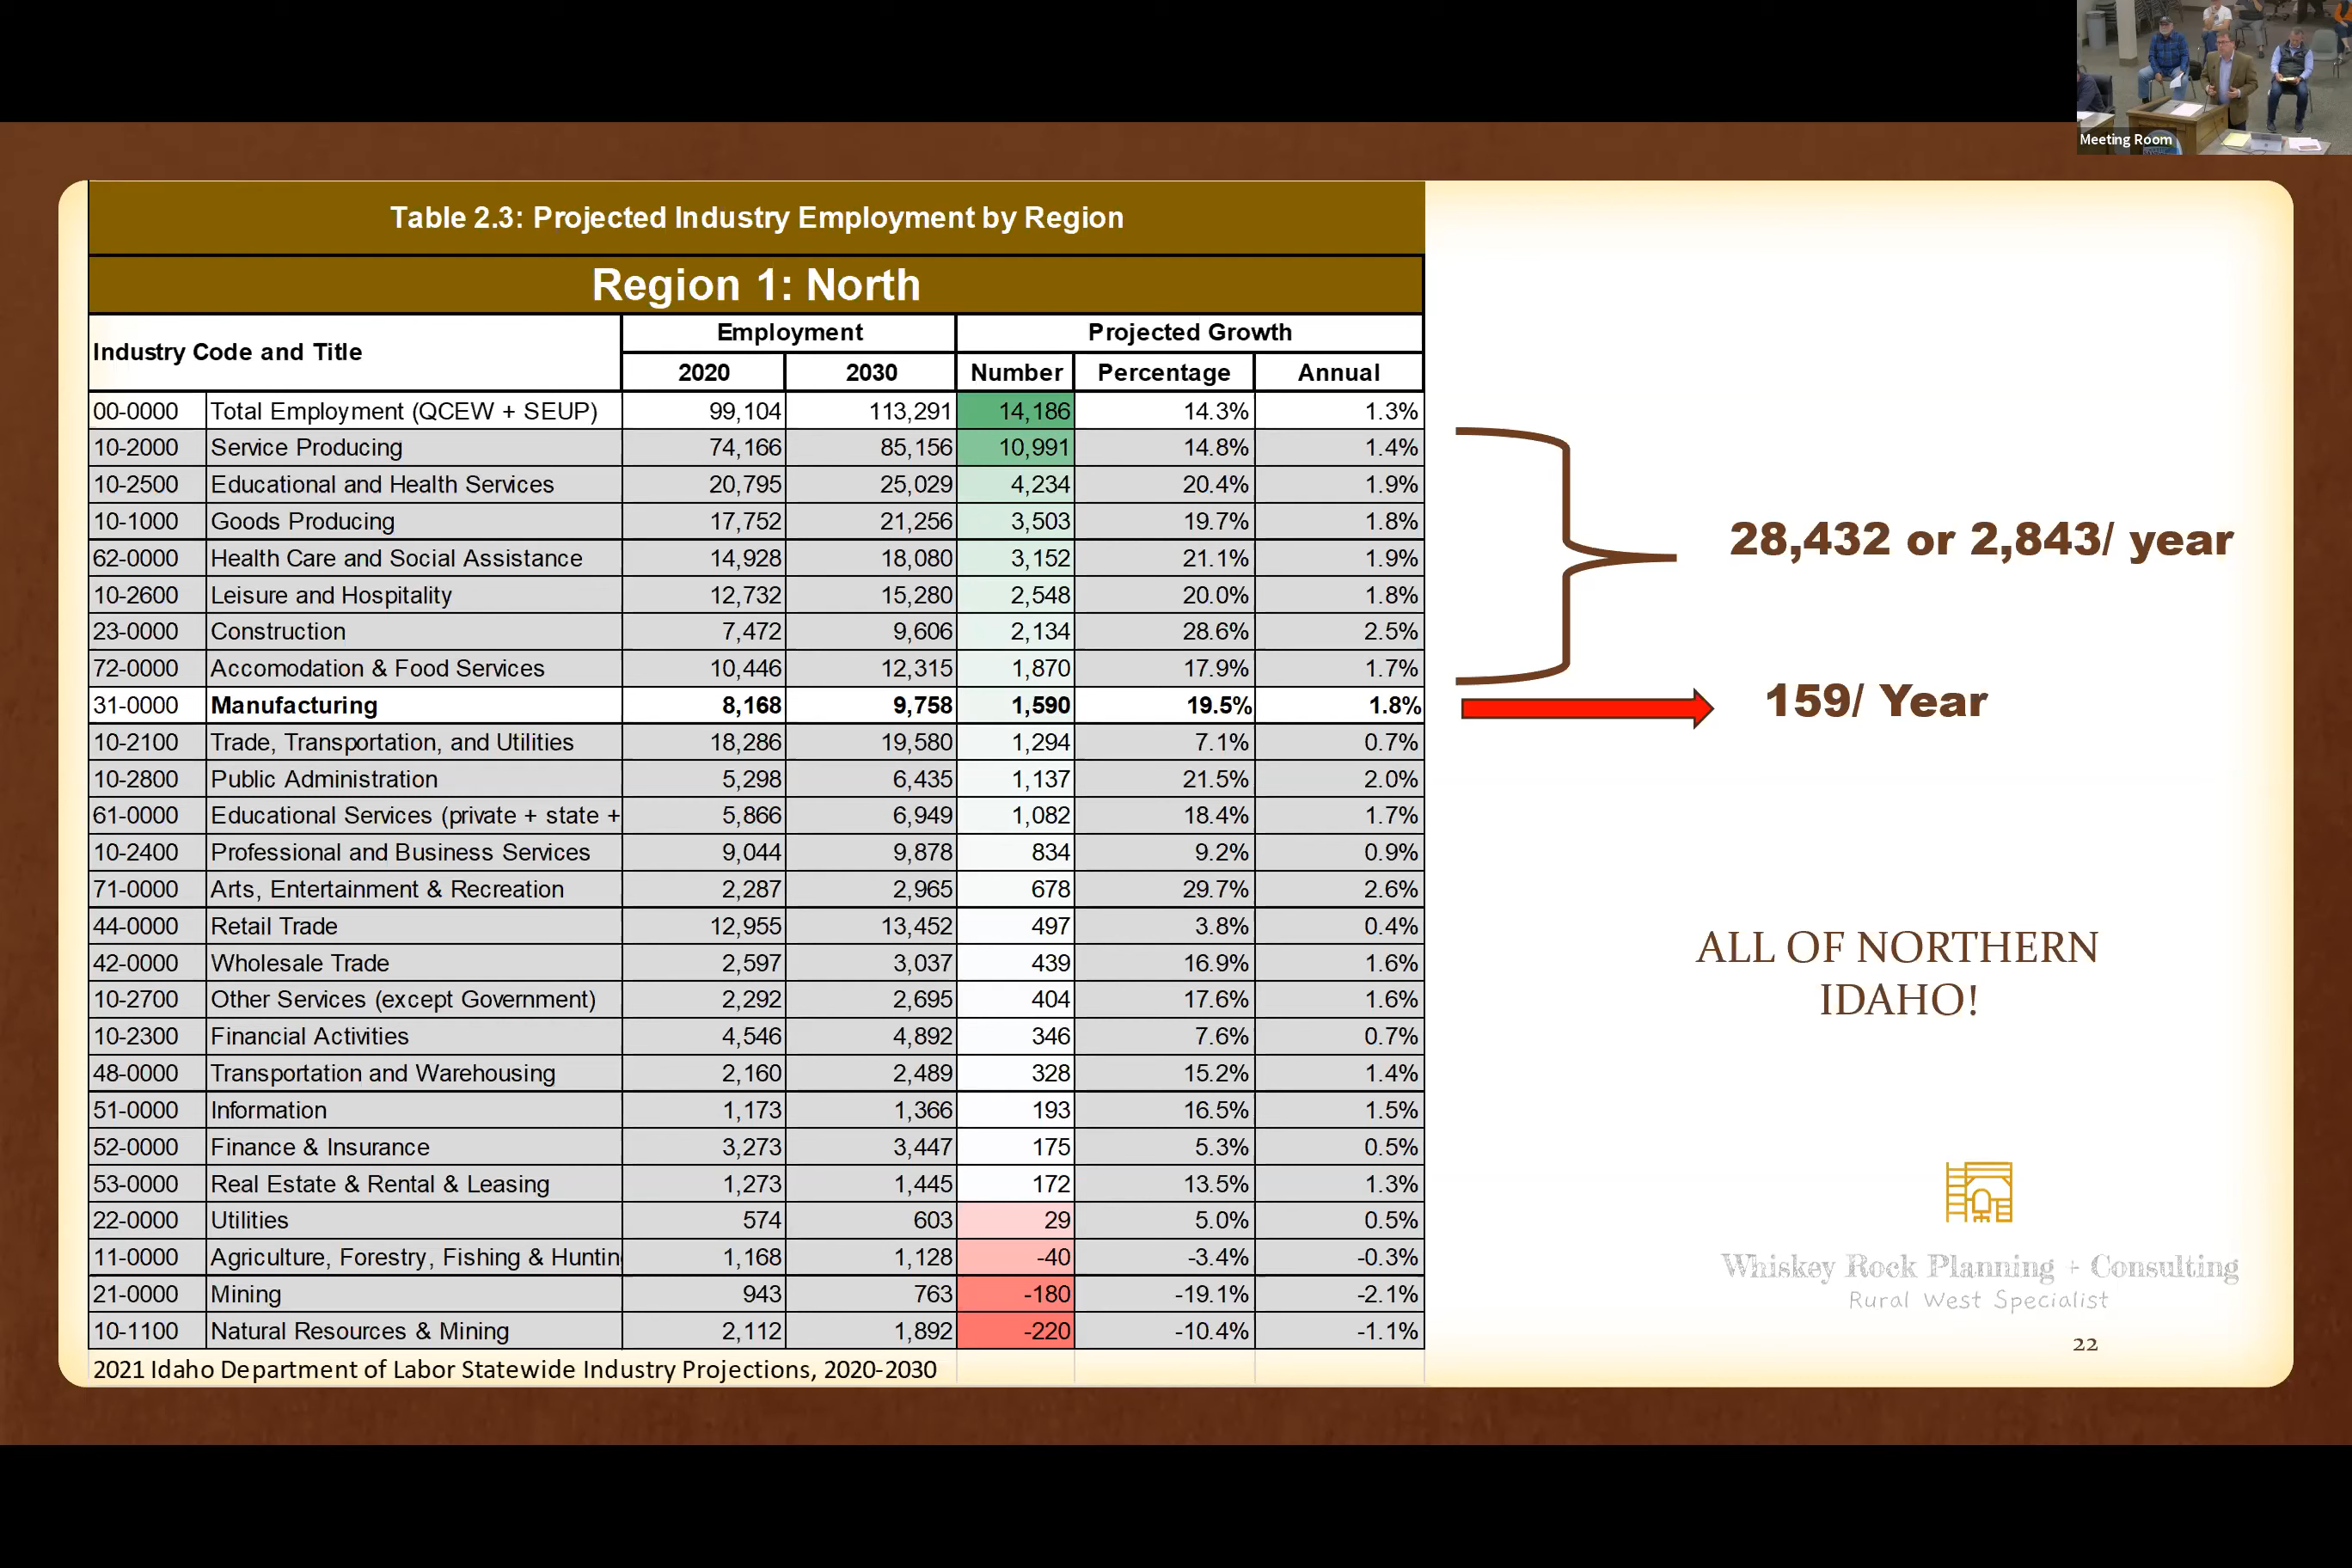 Meeting Room
Table 2.3: Projected Industry Employment by Region
Region 1: North
Industry Code and Title Employment Projected Growth
2020 2030 Number Percentage Annual
00-0000 Total Employment (QCEW + SEUP) 99,104 113,291 14,186 14.3% 1.3%
10-2000 Service Producing 74,166 85,156 10,991 14.8% 1.4%
10-2500 Educational and Health Services 20,795 25,029 4,234 20.4% 1.9%
10-1000 Goods Producing 17,752 21,256 3,503 19.7% 1.8%
62-0000 Health Care and Social Assistance 14,928 18,080 3,152 21.1% 1.9%
10-2600 Leisure and Hospitality 12,732 15,280 2,548 20.0% 1.8%
23-0000 Construction 7,472 9,606 2,134 28.6% 2.5%
72-0000 Accomodation & Food Services 10,446 12,315 1,870 17.9% 1.7%
31-0000 Manufacturing 8,168 9,758 1,590 19.5% 1.8%
10-2100 Trade, Transportation, and Utilities 18,286 19,580 1,294 7.1% 0.7%
10-2800 Public Administration 5,298 6,435 1,137 21.5% 2.0%
61-0000 Educational Services (private + state + 5,866 6,949 1,082 18.4% 1.7%
10-2400 Professional and Business Services 9,044 9,878 834 9.2% 0.9%
71-0000 Arts, Entertainment & Recreation 2,287 2,965 678 29.7% 2.6%
44-0000 Retail Trade 12,955 13,452 497 3.8% 0.4%
42-0000 Wholesale Trade 2,597 3,037 439 16.9% 1.6%
10-2700 Other Services (except Government) 2,292 2,695 404 17.6% 1.6%
10-2300 Financial Activities 4,546 4,892 346 7.6% 0.7%
48-0000 Transportation and Warehousing 2,160 2,489 328 15.2% 1.4%
51-0000 Information 1,173 1,366 193 16.5% 1.5%
52-0000 Finance & Insurance 3,273 3,447 175 5.3% 0.5%
53-0000 Real Estate & Rental & Leasing 1,273 1,445 172 13.5% 1.3%
22-0000 Utilities 574 603 29 5.0% 0.5%
11-0000 Agriculture, Forestry, Fishing & Huntin 1,168 1,128 -40 -3.4% -0.3%
21-0000 Mining 943 763 -180 -19.1% -2.1%
10-1100 Natural Resources & Mining 2,112 1,892 -220 -10.4% -1.1%
2021 Idaho Department of Labor Statewide Industry Projections, 2020-2030
28,432 or 2,843/ year
159/ Year
ALL OF NORTHERN
IDAHO!
Whiskey Rock Planning + Consulting
Rural West Specialist
22